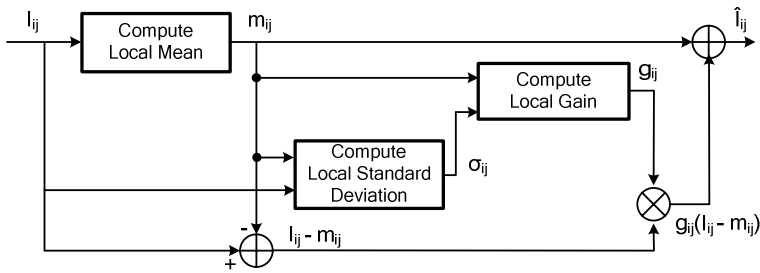 Iij
Compute
Local Mean
mij
Îij
Compute
Local Gain
gij
Compute
Local Standard
Deviation
σij
-
+
Iij - mij
gij(Iij - mij)